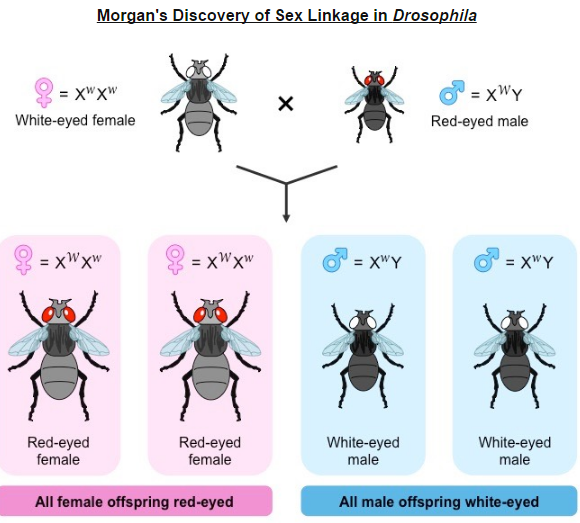 Morgan's Discovery of Sex Linkage in Drosophila
♀ = XʷXʷ
White-eyed female
×
♂ = XᵂY
Red-eyed male
♀ = XᵂXʷ
♀ = XᵂXʷ
♂ = XʷY
♂ = XʷY
Red-eyed
female
Red-eyed
female
White-eyed
male
White-eyed
male
All female offspring red-eyed
All male offspring white-eyed